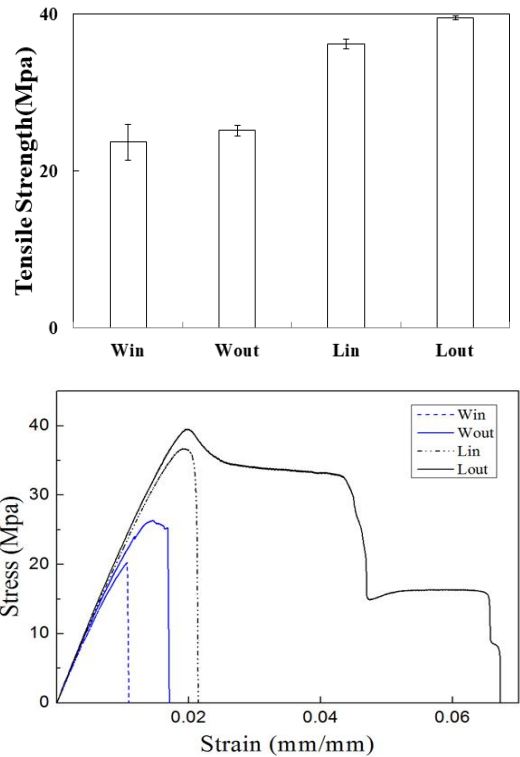 Tensile Strength(Mpa)
40
20
0
Win Wout Lin Lout
Stress (Mpa)
40
30
20
10
0
Win
Wout
Lin
Lout
0.02 0.04 0.06
Strain (mm/mm)